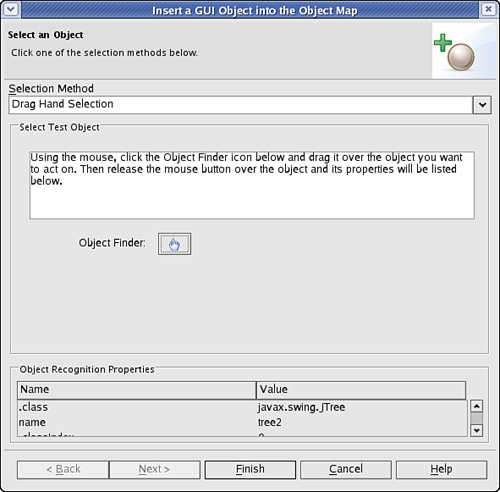 Insert a GUI Object into the Object Map
Select an Object
Click one of the selection methods below.
Selection Method
Drag Hand Selection
Select Test Object
Using the mouse, click the Object Finder icon below and drag it over the object you want
to act on. Then release the mouse button over the object and its properties will be listed
below.
Object Finder:
Object Recognition Properties
Name Value
.class javax.swing.JTree
name tree2
< Back Next > Finish Cancel Help